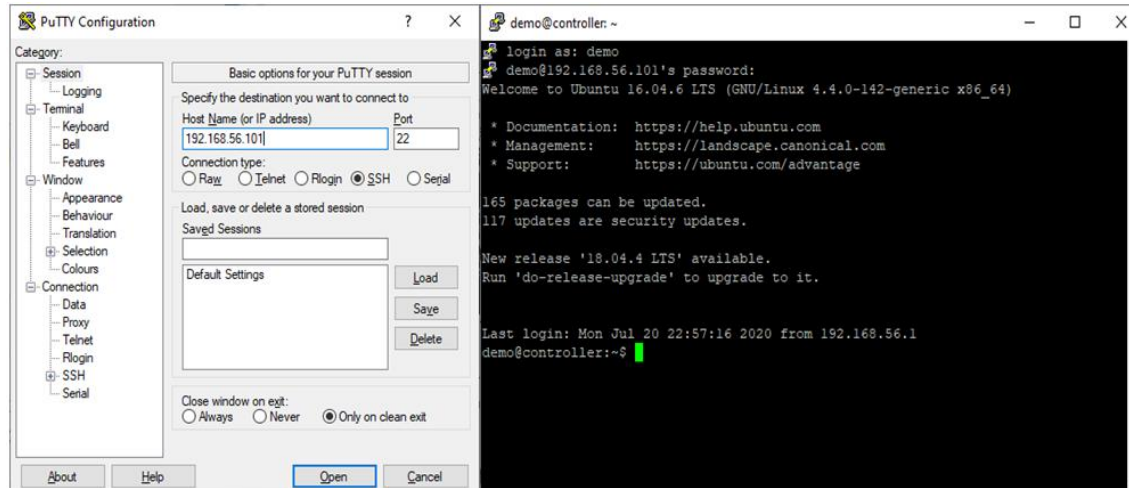 PuTTY Configuration
Category:
Session
Logging
Terminal
Keyboard
Bell
Features
Window
Appearance
Behaviour
Translation
Selection
Colours
Connection
Data
Proxy
Telnet
Rlogin
SSH
Serial
Basic options for your PuTTY session
Specify the destination you want to connect to
Host Name (or IP address) Port
192.168.56.101 22
Connection type:
Raw Telnet Rlogin SSH Serial
Load, save or delete a stored session
Saved Sessions
Default Settings
Load
Save
Delete
Close window on exit:
Always Never Only on clean exit
About Help Open Cancel
demo@controller: ~
login as: demo
demo@192.168.56.101's password:
Welcome to Ubuntu 16.04.6 LTS (GNU/Linux 4.4.0-142-generic x86_64)
* Documentation: https://help.ubuntu.com
* Management: https://landscape.canonical.com
* Support: https://ubuntu.com/advantage
165 packages can be updated.
117 updates are security updates.
New release '18.04.4 LTS' available.
Run 'do-release-upgrade' to upgrade to it.
Last login: Mon Jul 20 22:57:16 2020 from 192.168.56.1
demo@controller:~$